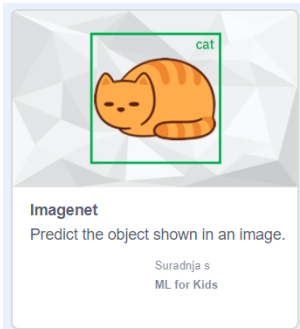 cat
Imagenet
Predict the object shown in an image.
Suradnja s
ML for Kids